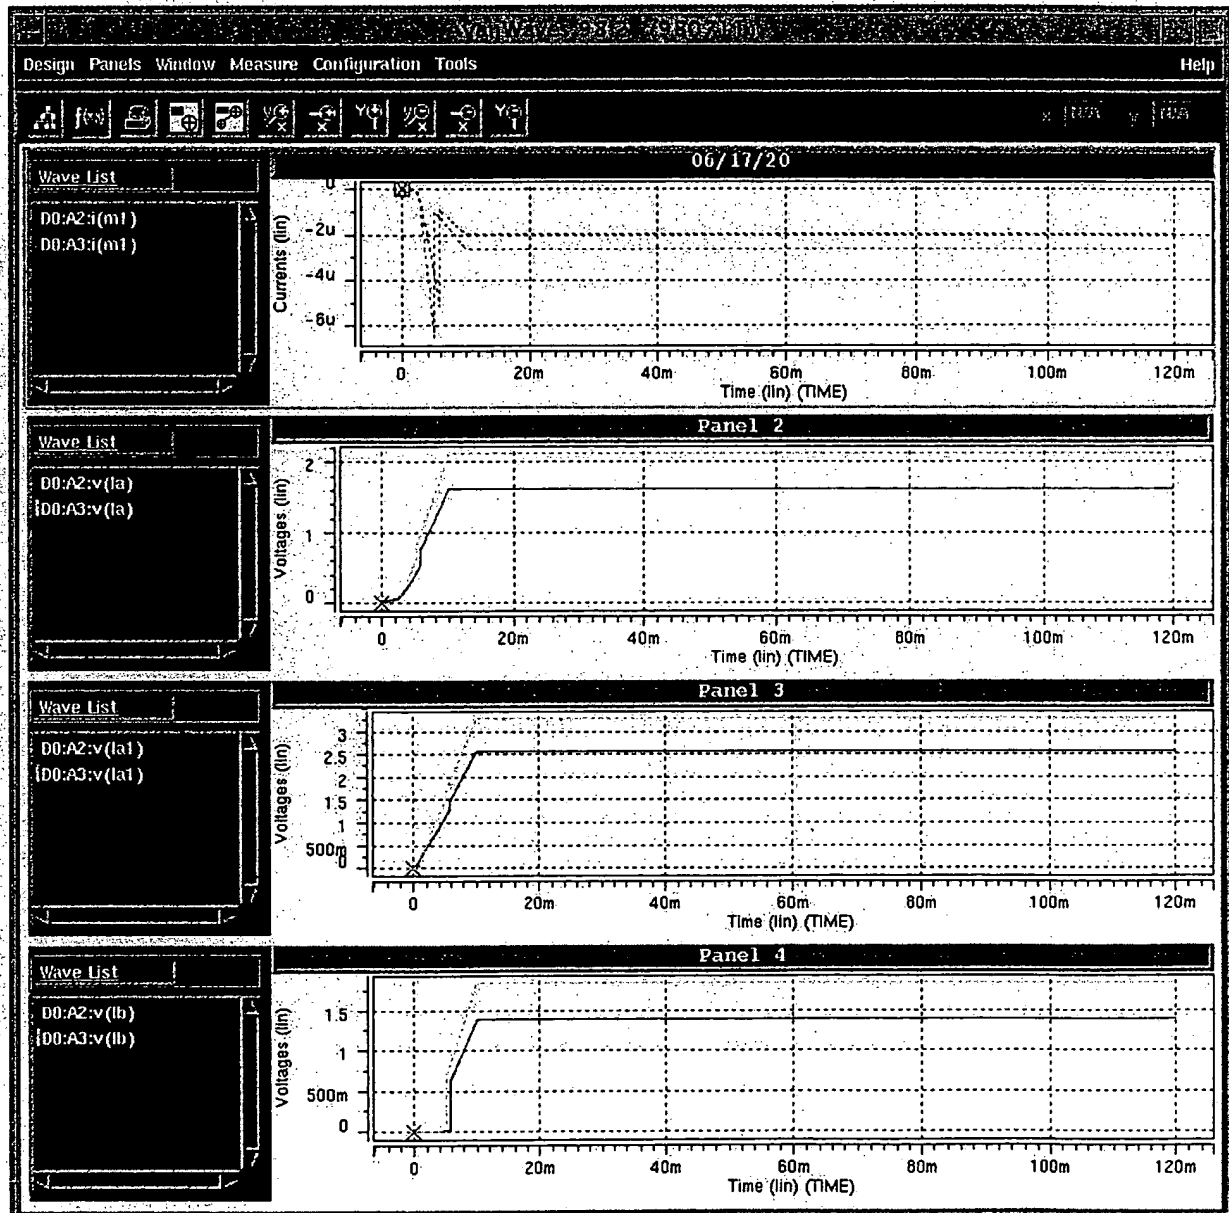 Design Panels Window Measure Configuration Tools Help
06/17/20
Wave List
D0:A2:i(m1)
D0:A3:i(m1)
Currents (lin)
0
-2u
-4u
-6u
0 20m 40m 60m 80m 100m 120m
Time (lin) (TIME)
Panel 2
Wave List
D0:A2:v(la)
D0:A3:v(la)
Voltages (lin)
2
1
0
0 20m 40m 60m 80m 100m 120m
Time (lin) (TIME)
Panel 3
Wave List
D0:A2:v(la1)
D0:A3:v(la1)
Voltages (lin)
3
2.5
2
1.5
1
500m
0
0 20m 40m 60m 80m 100m 120m
Time (lin) (TIME)
Panel 4
Wave List
D0:A2:v(lb)
D0:A3:v(lb)
Voltages (lin)
1.5
1
500m
0
0 20m 40m 60m 80m 100m 120m
Time (lin) (TIME)